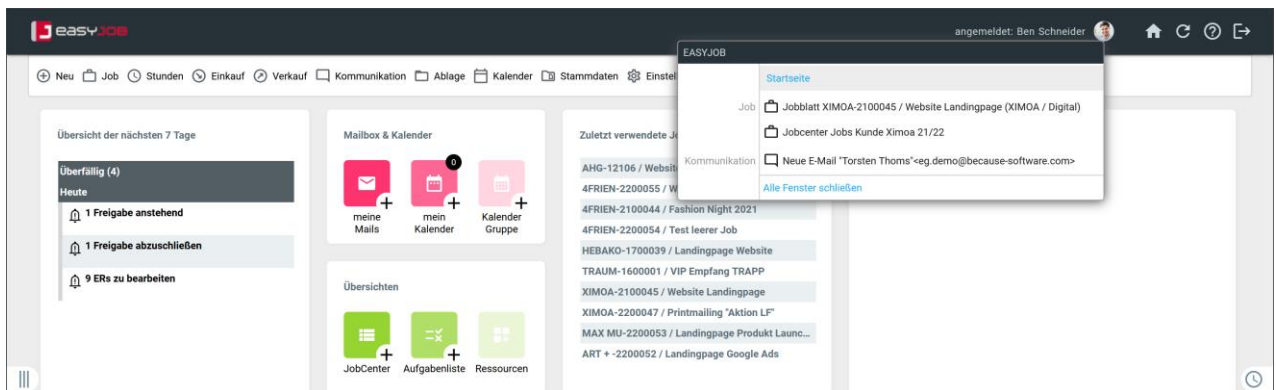 easyJOB
angemeldet: Ben Schneider
Neu Job Stunden Einkauf Verkauf Kommunikation Ablage Kalender Stammdaten Einstel
EASYJOB
Startseite
Job
Jobblatt XIMOA-2100045 / Website Landingpage (XIMOA / Digital)
Jobcenter Jobs Kunde Ximoa 21/22
Kommunikation
Neue E-Mail "Torsten Thoms"<eg.demo@because-software.com>
Alle Fenster schließen
Übersicht der nächsten 7 Tage
Überfällig (4)
Heute
1 Freigabe anstehend
1 Freigabe abzuschließen
9 ERs zu bearbeiten
Mailbox & Kalender
0
meine
Mails
mein
Kalender
Kalender
Gruppe
Übersichten
JobCenter
Aufgabenliste
Ressourcen
Zuletzt verwendete J
AHG-12106 / Websit
4FRIEN-2200055 / W
4FRIEN-2100044 / Fashion Night 2021
4FRIEN-2200054 / Test leerer Job
HEBAKO-1700039 / Landingpage Website
TRAUM-1600001 / VIP Empfang TRAPP
XIMOA-2100045 / Website Landingpage
XIMOA-2200047 / Printmailing "Aktion LF"
MAX MU-2200053 / Landingpage Produkt Launc...
ART + -2200052 / Landingpage Google Ads